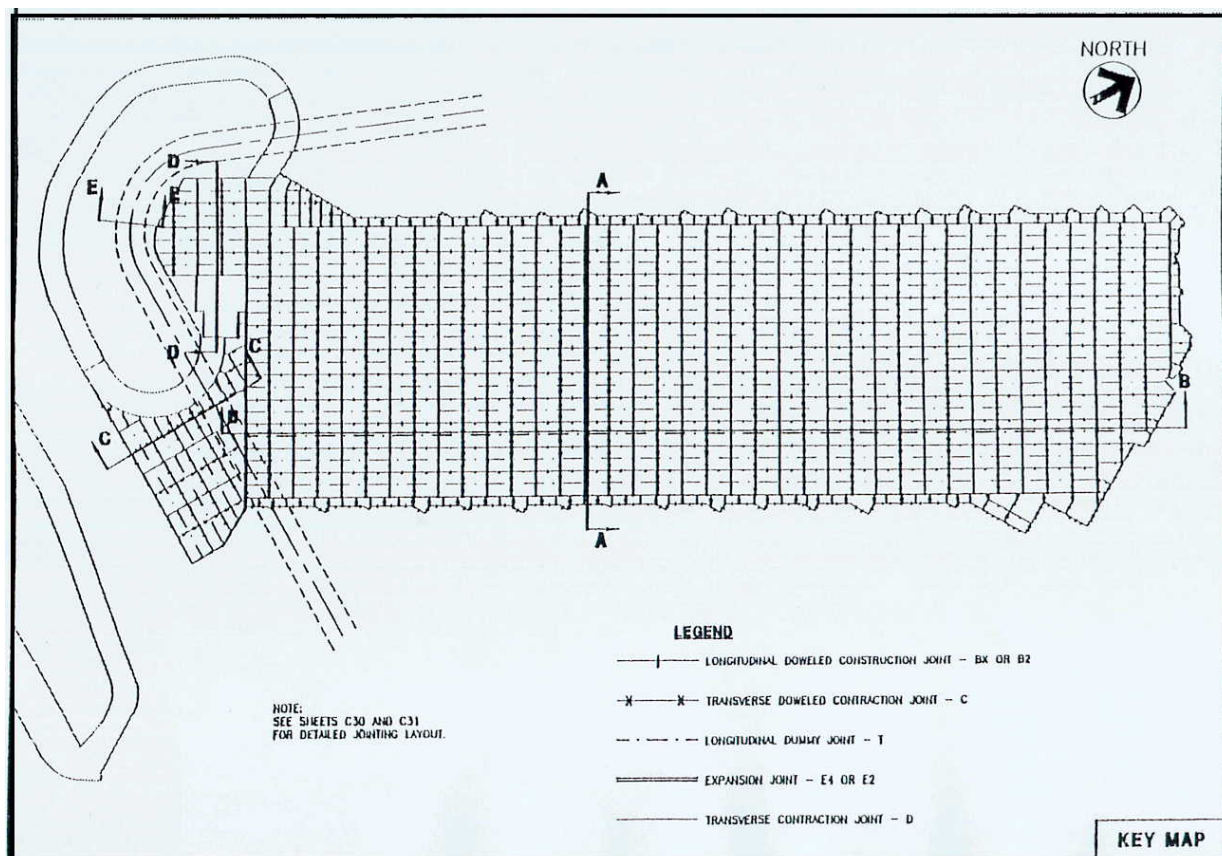 NORTH
A
D
E
E
D
C
C
B
B
A
LEGEND
LONGITUDINAL DOWELED CONSTRUCTION JOINT - BX OR B2
TRANSVERSE DOWELED CONTRACTION JOINT - C
LONGITUDINAL DUMMY JOINT - T
EXPANSION JOINT - E4 OR E2
TRANSVERSE CONTRACTION JOINT - D
NOTE:
SEE SHEETS C30 AND C31
FOR DETAILED JOINTING LAYOUT.
KEY MAP